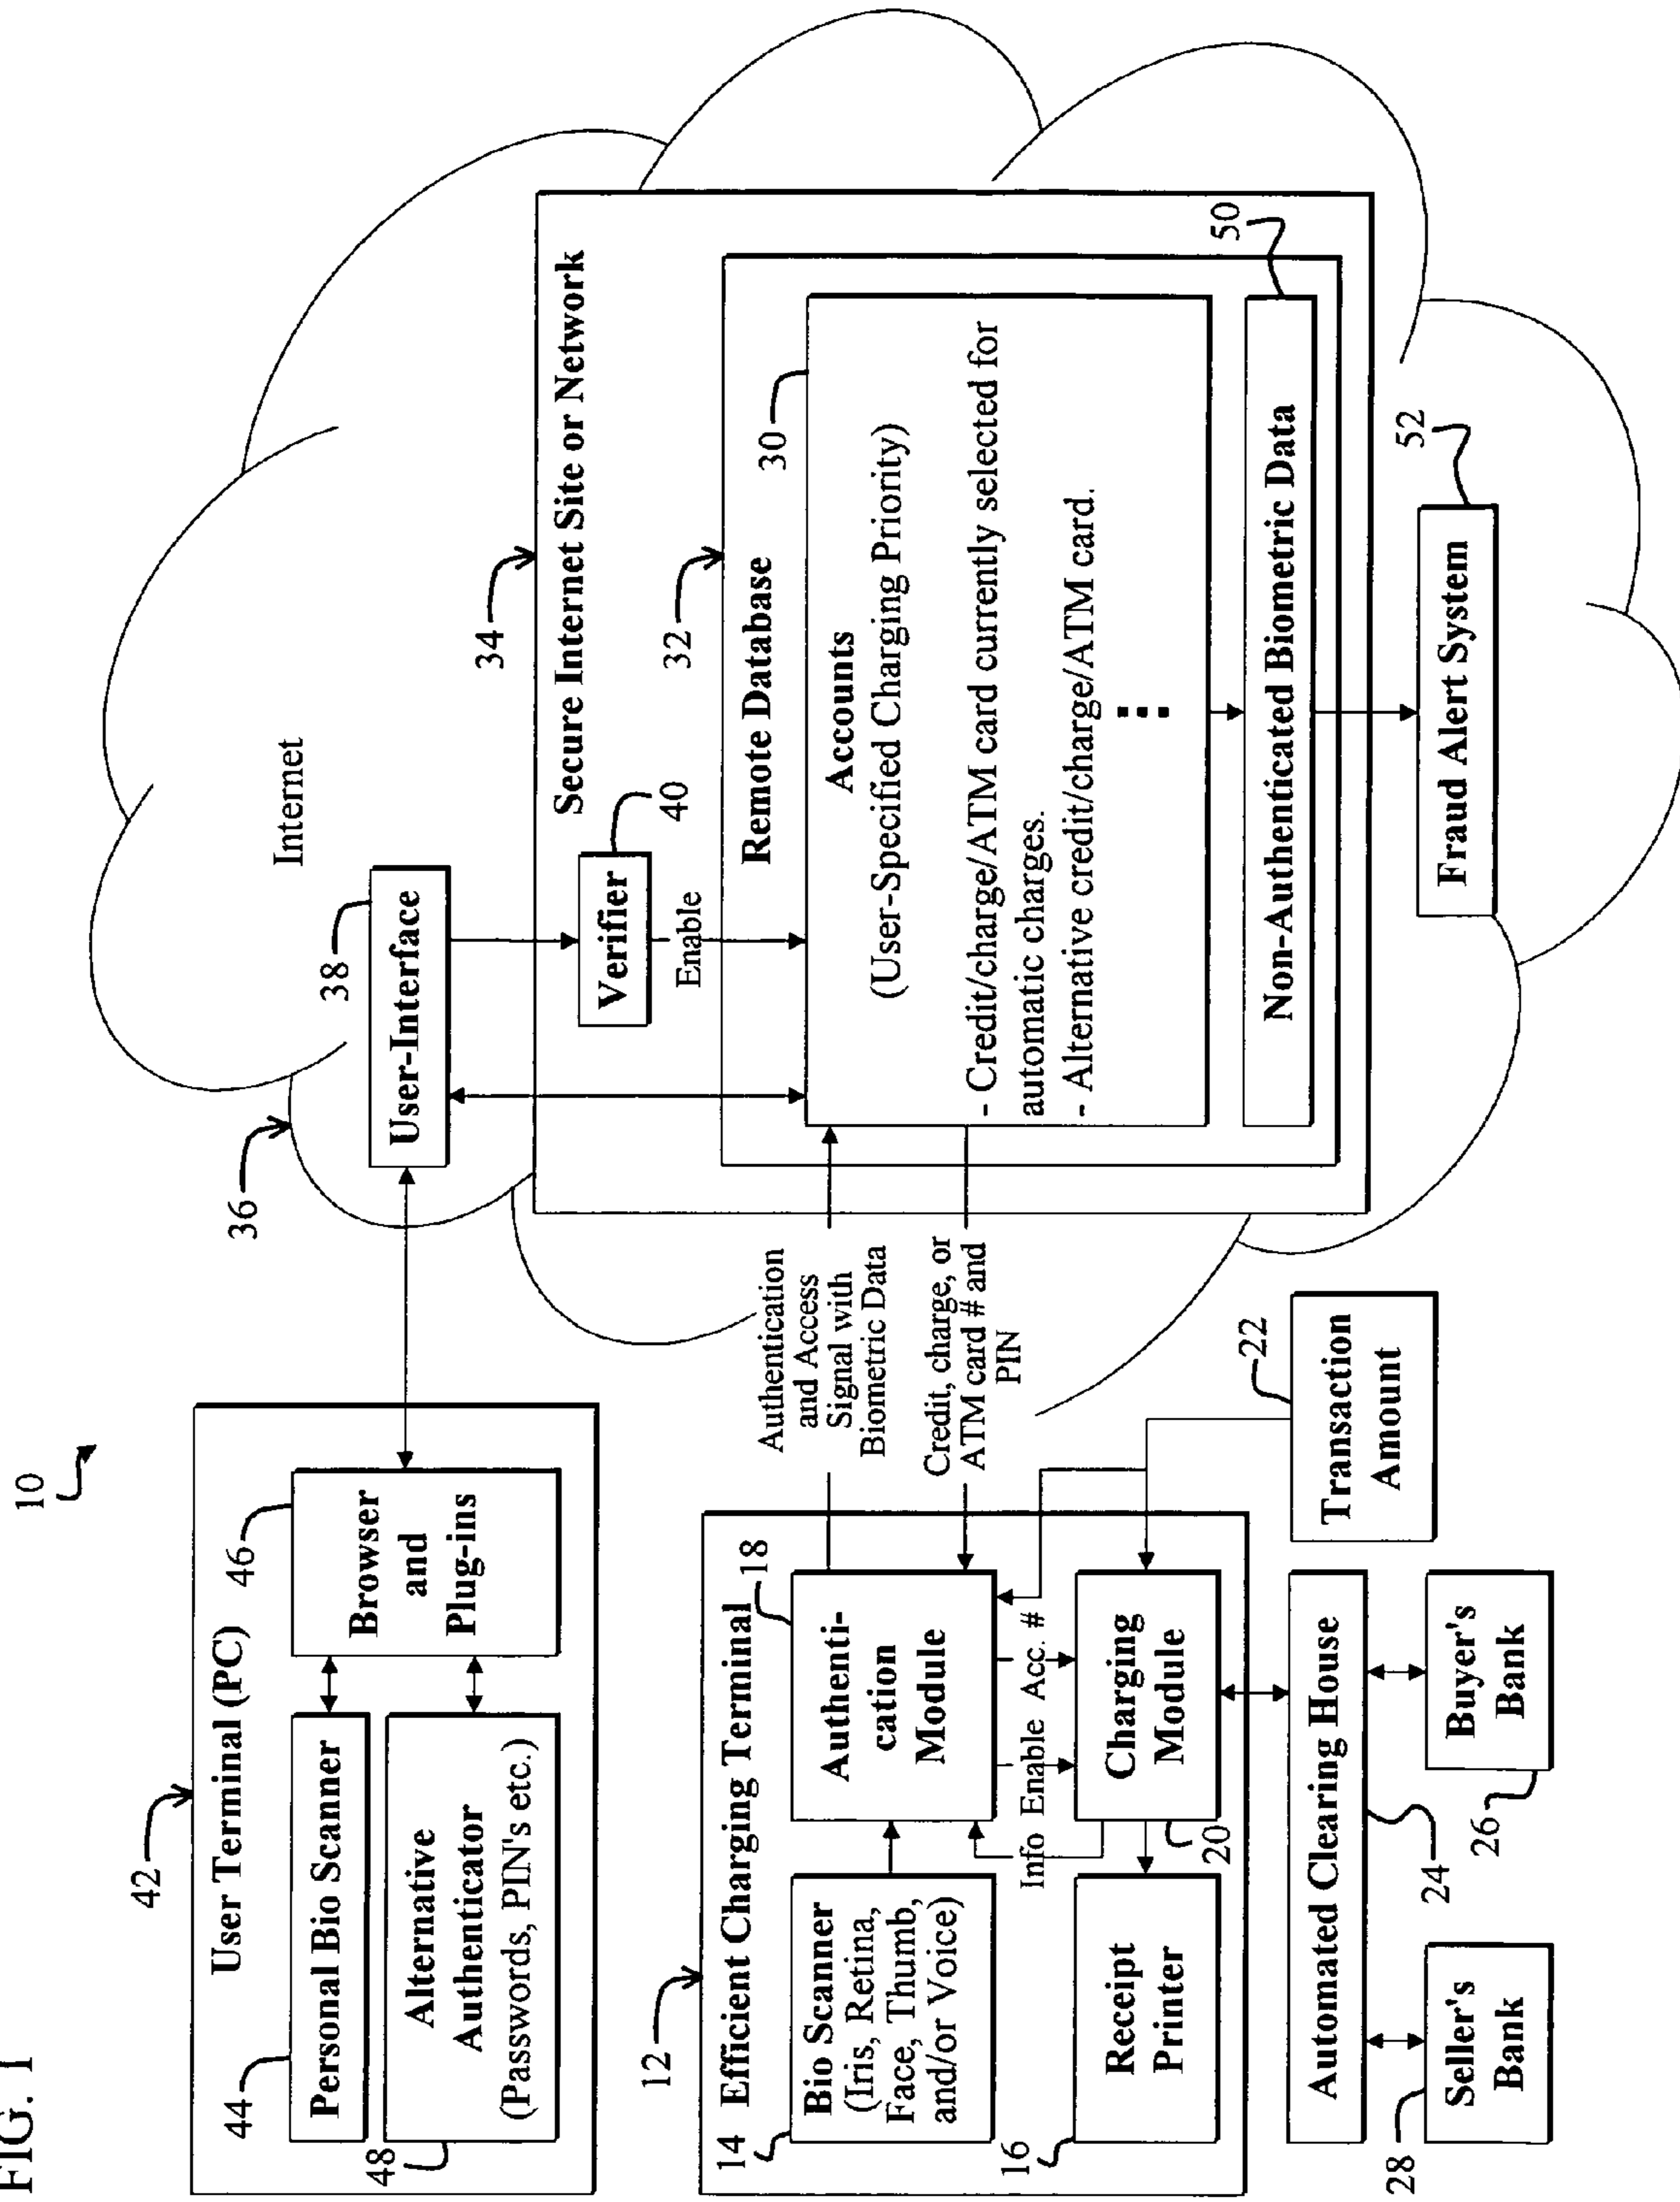 FIG. 1
10
42
User Terminal (PC)
44
Personal Bio Scanner
48
Alternative
Authenticator
(Passwords, PIN's etc.)
46
Browser
and
Plug-ins
36
Internet
38
User-Interface
34
Secure Internet Site or Network
40
Verifier
Enable
32
Remote Database
30
Accounts
(User-Specified Charging Priority)
- Credit/charge/ATM card currently selected for
automatic charges.
- Alternative credit/charge/ATM card.
50
Non-Authenticated Biometric Data
52
Fraud Alert System
Authentication
and Access
Signal with
Biometric Data
Credit, charge, or
ATM card # and
PIN
12
Efficient Charging Terminal
14
Bio Scanner
(Iris, Retina,
Face, Thumb,
and/or Voice)
18
Authenti-
cation
Module
Info
Enable
Acc. #
16
Receipt
Printer
20
Charging
Module
22
Transaction
Amount
24
Automated Clearing House
28
Seller's
Bank
26
Buyer's
Bank